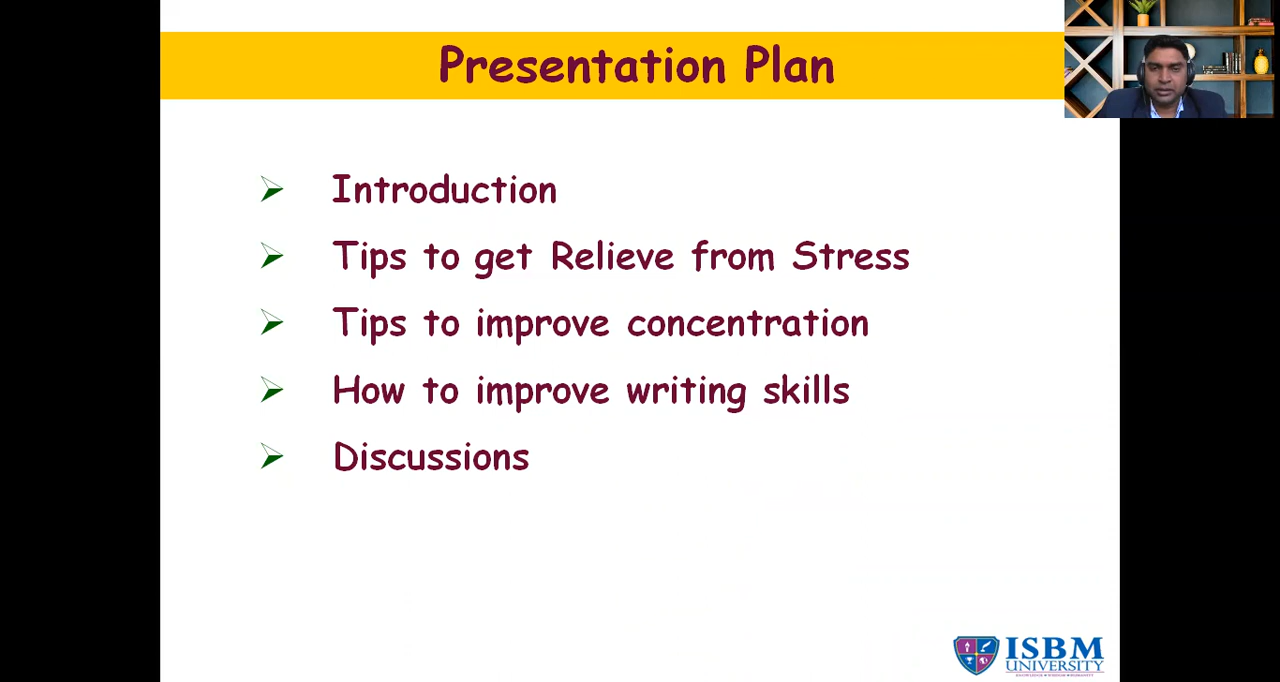 Presentation Plan
Introduction
Tips to get Relieve from Stress
Tips to improve concentration
How to improve writing skills
Discussions
ISBM
UNIVERSITY